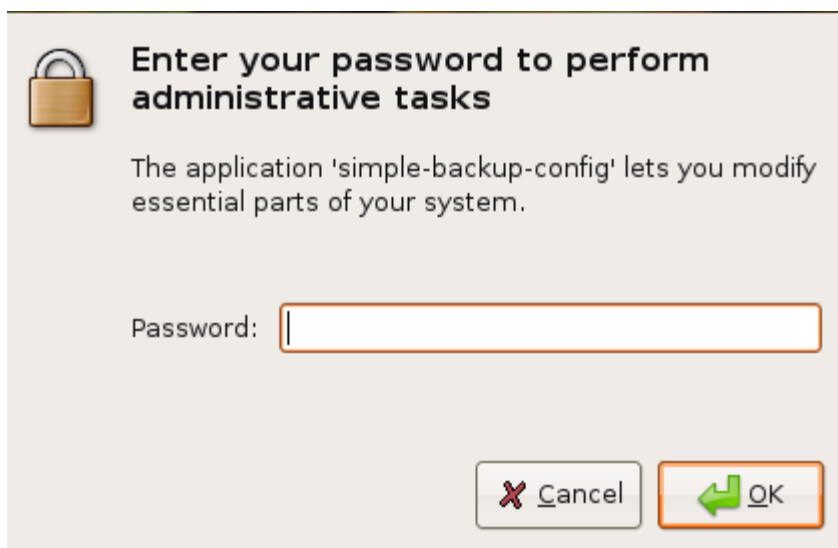 Enter your password to perform
administrative tasks
The application 'simple-backup-config' lets you modify
essential parts of your system.
Password:
Cancel OK